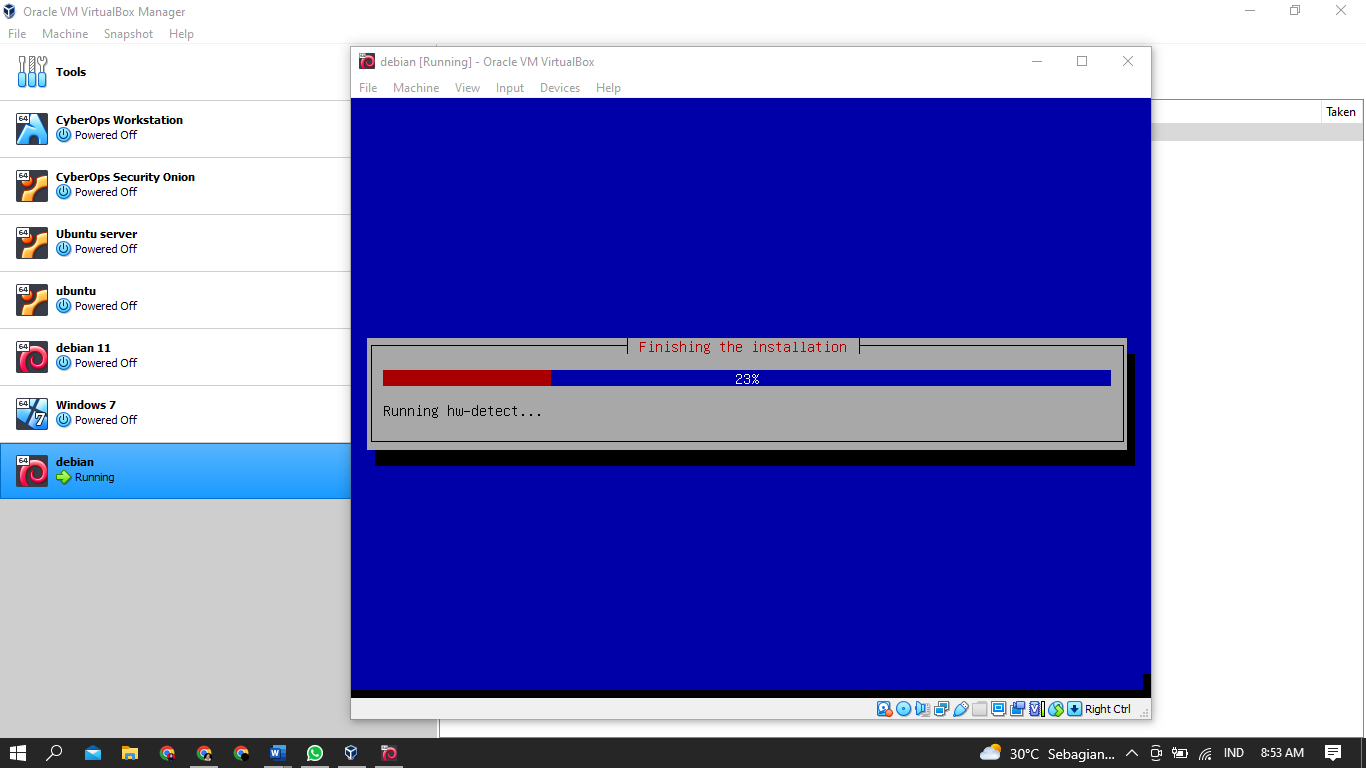 Oracle VM VirtualBox Manager
File Machine Snapshot Help
Tools
64
CyberOps Workstation
Powered Off
64
CyberOps Security Onion
Powered Off
64
Ubuntu server
Powered Off
64
ubuntu
Powered Off
64
debian 11
Powered Off
64
7
Windows 7
Powered Off
64
debian
Running
Taken
debian [Running] - Oracle VM VirtualBox
File Machine View Input Devices Help
Finishing the installation
23%
Running hw-detect...
Right Ctrl
30°C Sebagian... IND 8:53 AM